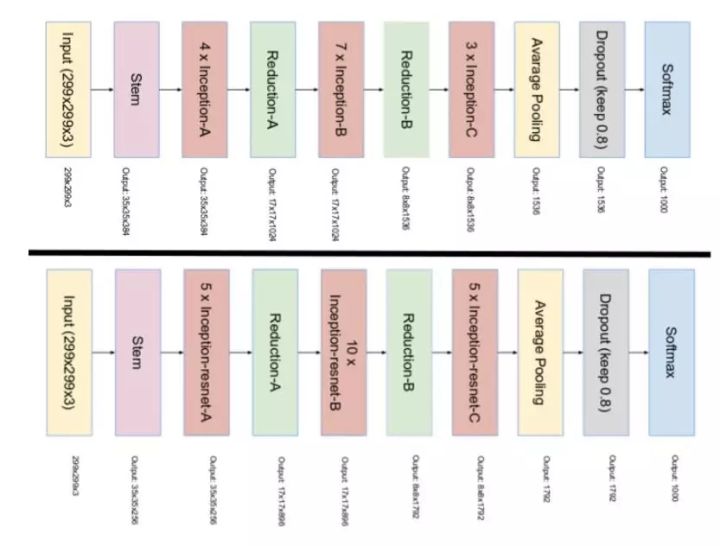 Input (299x299x3)
Stem
4 x Inception-A
Reduction-A
7 x Inception-B
Reduction-B
3 x Inception-C
Avarage Pooling
Dropout (keep 0.8)
Softmax
299x299x3
Output: 35x35x384
Output: 35x35x384
Output: 17x17x1024
Output: 17x17x1024
Output: 8x8x1536
Output: 8x8x1536
Output: 1536
Output: 1536
Output: 1000
Input (299x299x3)
Stem
5 x Inception-resnet-A
Reduction-A
10 x
Inception-resnet-B
Reduction-B
5 x Inception-resnet-C
Average Pooling
Dropout (keep 0.8)
Softmax
299x299x3
Output: 35x35x256
Output: 35x35x256
Output: 17x17x896
Output: 17x17x896
Output: 8x8x1792
Output: 8x8x1792
Output: 1792
Output: 1792
Output: 1000